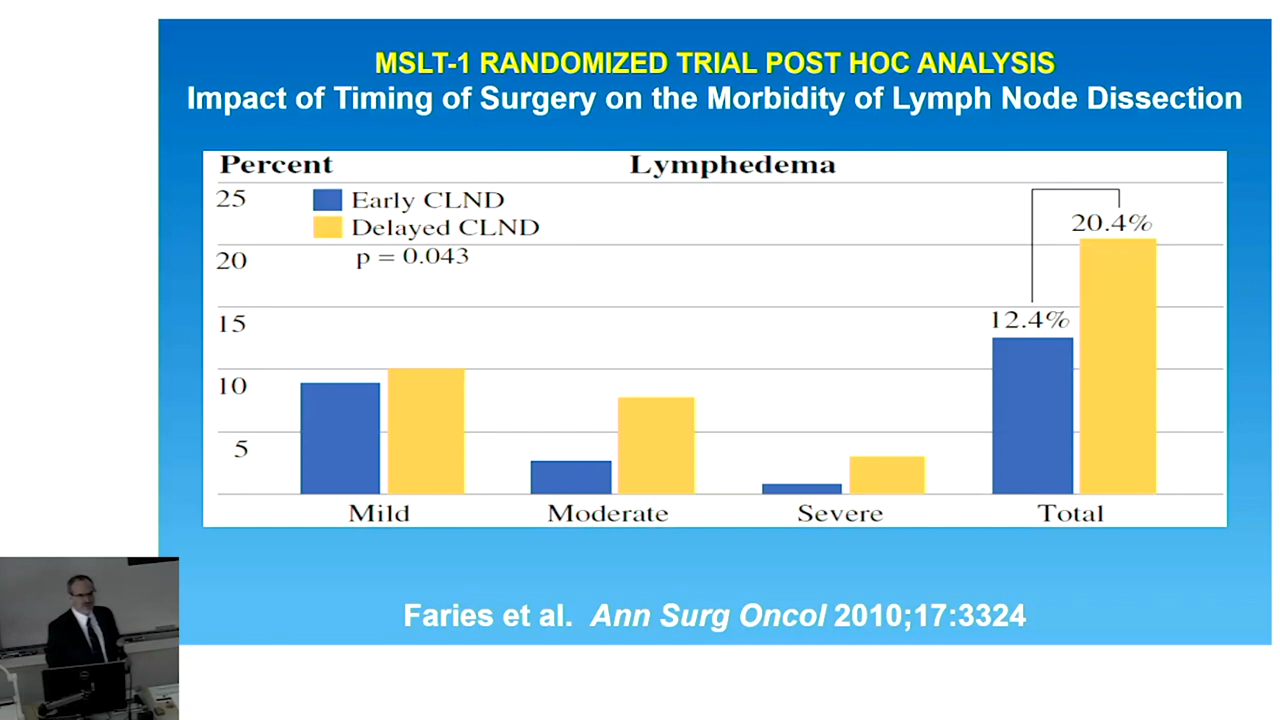 MSLT-1 RANDOMIZED TRIAL POST HOC ANALYSIS
Impact of Timing of Surgery on the Morbidity of Lymph Node Dissection
Percent
Lymphedema
25
Early CLND
Delayed CLND
20.4%
20
p = 0.043
15
12.4%
10
5
Mild
Moderate
Severe
Total
Faries et al. Ann Surg Oncol 2010;17:3324